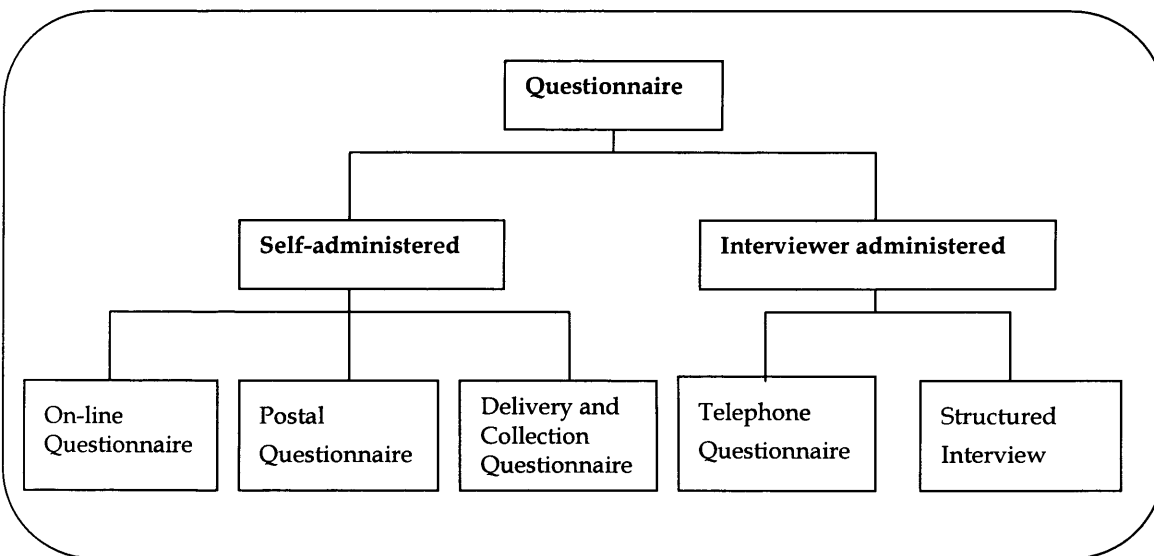 Questionnaire
Self-administered
Interviewer administered
On-line
Questionnaire
Postal
Questionnaire
Delivery and
Collection
Questionnaire
Telephone
Questionnaire
Structured
Interview